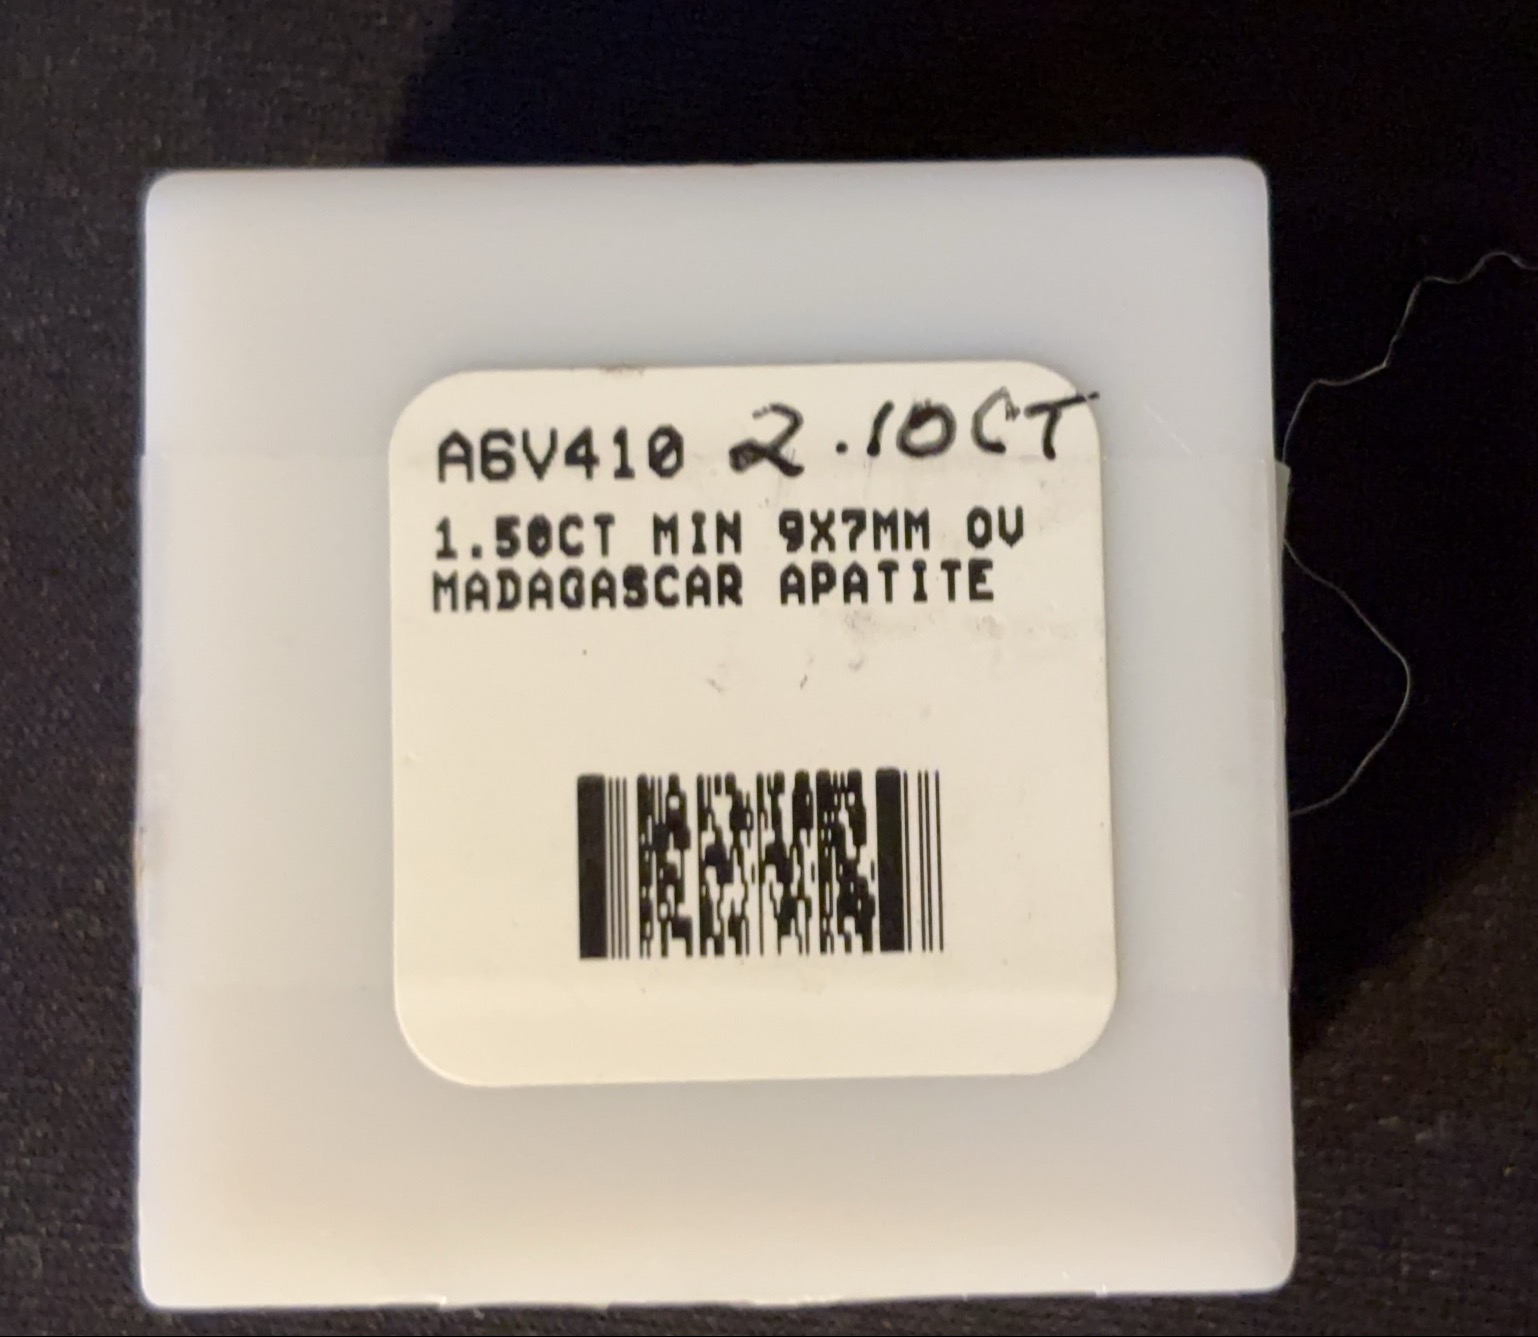 A6V410 2.10CT
1.50CT MIN 9X7MM OV
MADAGASCAR APATITE